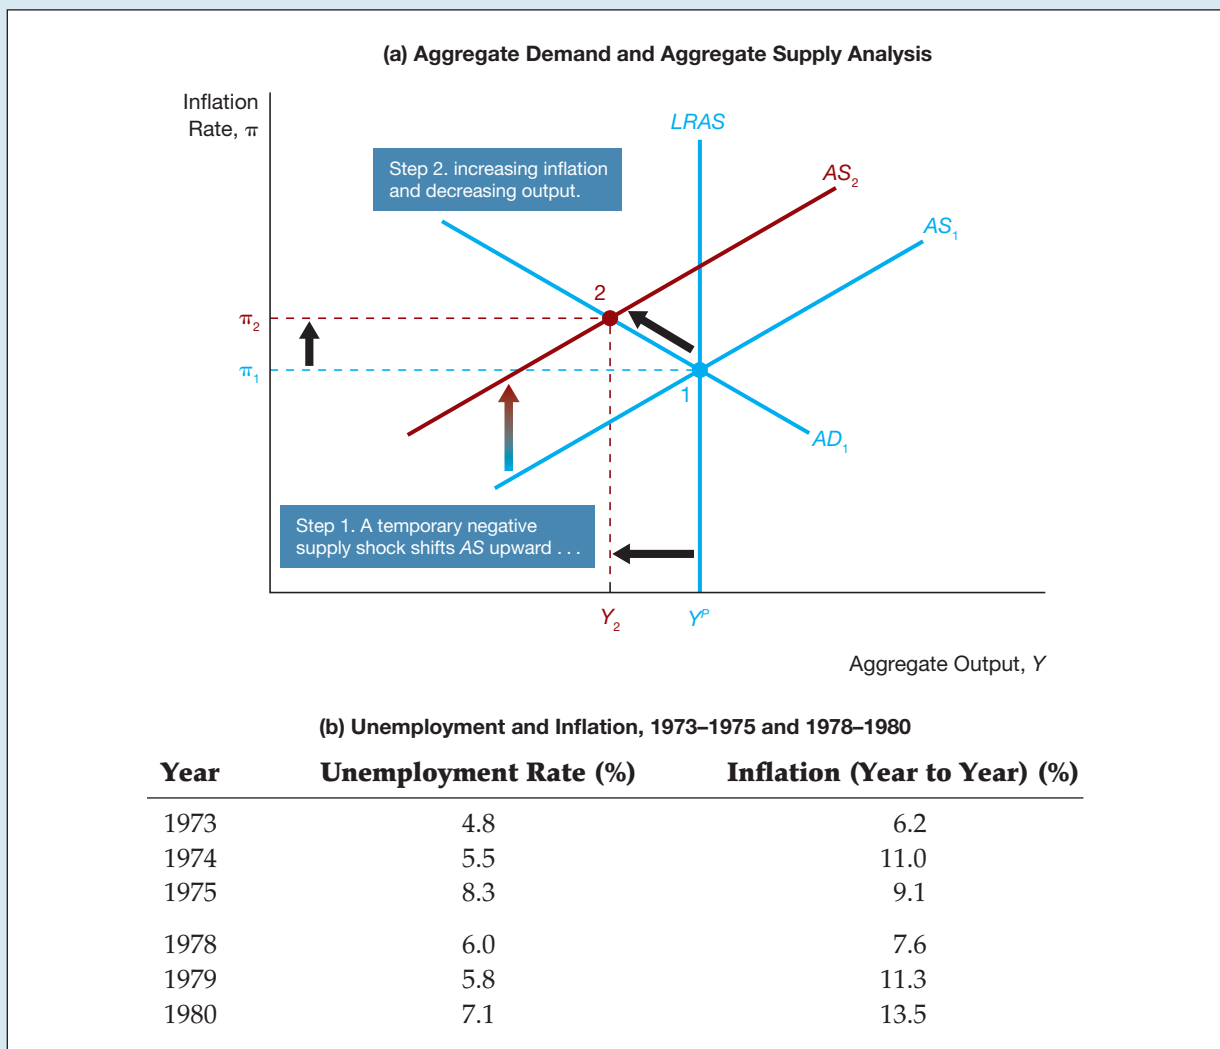 (a) Aggregate Demand and Aggregate Supply Analysis
Inflation
Rate, π
LRAS
Step 2. increasing inflation
and decreasing output.
AS2
AS1
2
π2
π1
1
AD1
Step 1. A temporary negative
supply shock shifts AS upward . . .
Y2
YP
Aggregate Output, Y
(b) Unemployment and Inflation, 1973–1975 and 1978–1980
Year Unemployment Rate (%) Inflation (Year to Year) (%)
1973 4.8 6.2
1974 5.5 11.0
1975 8.3 9.1
1978 6.0 7.6
1979 5.8 11.3
1980 7.1 13.5